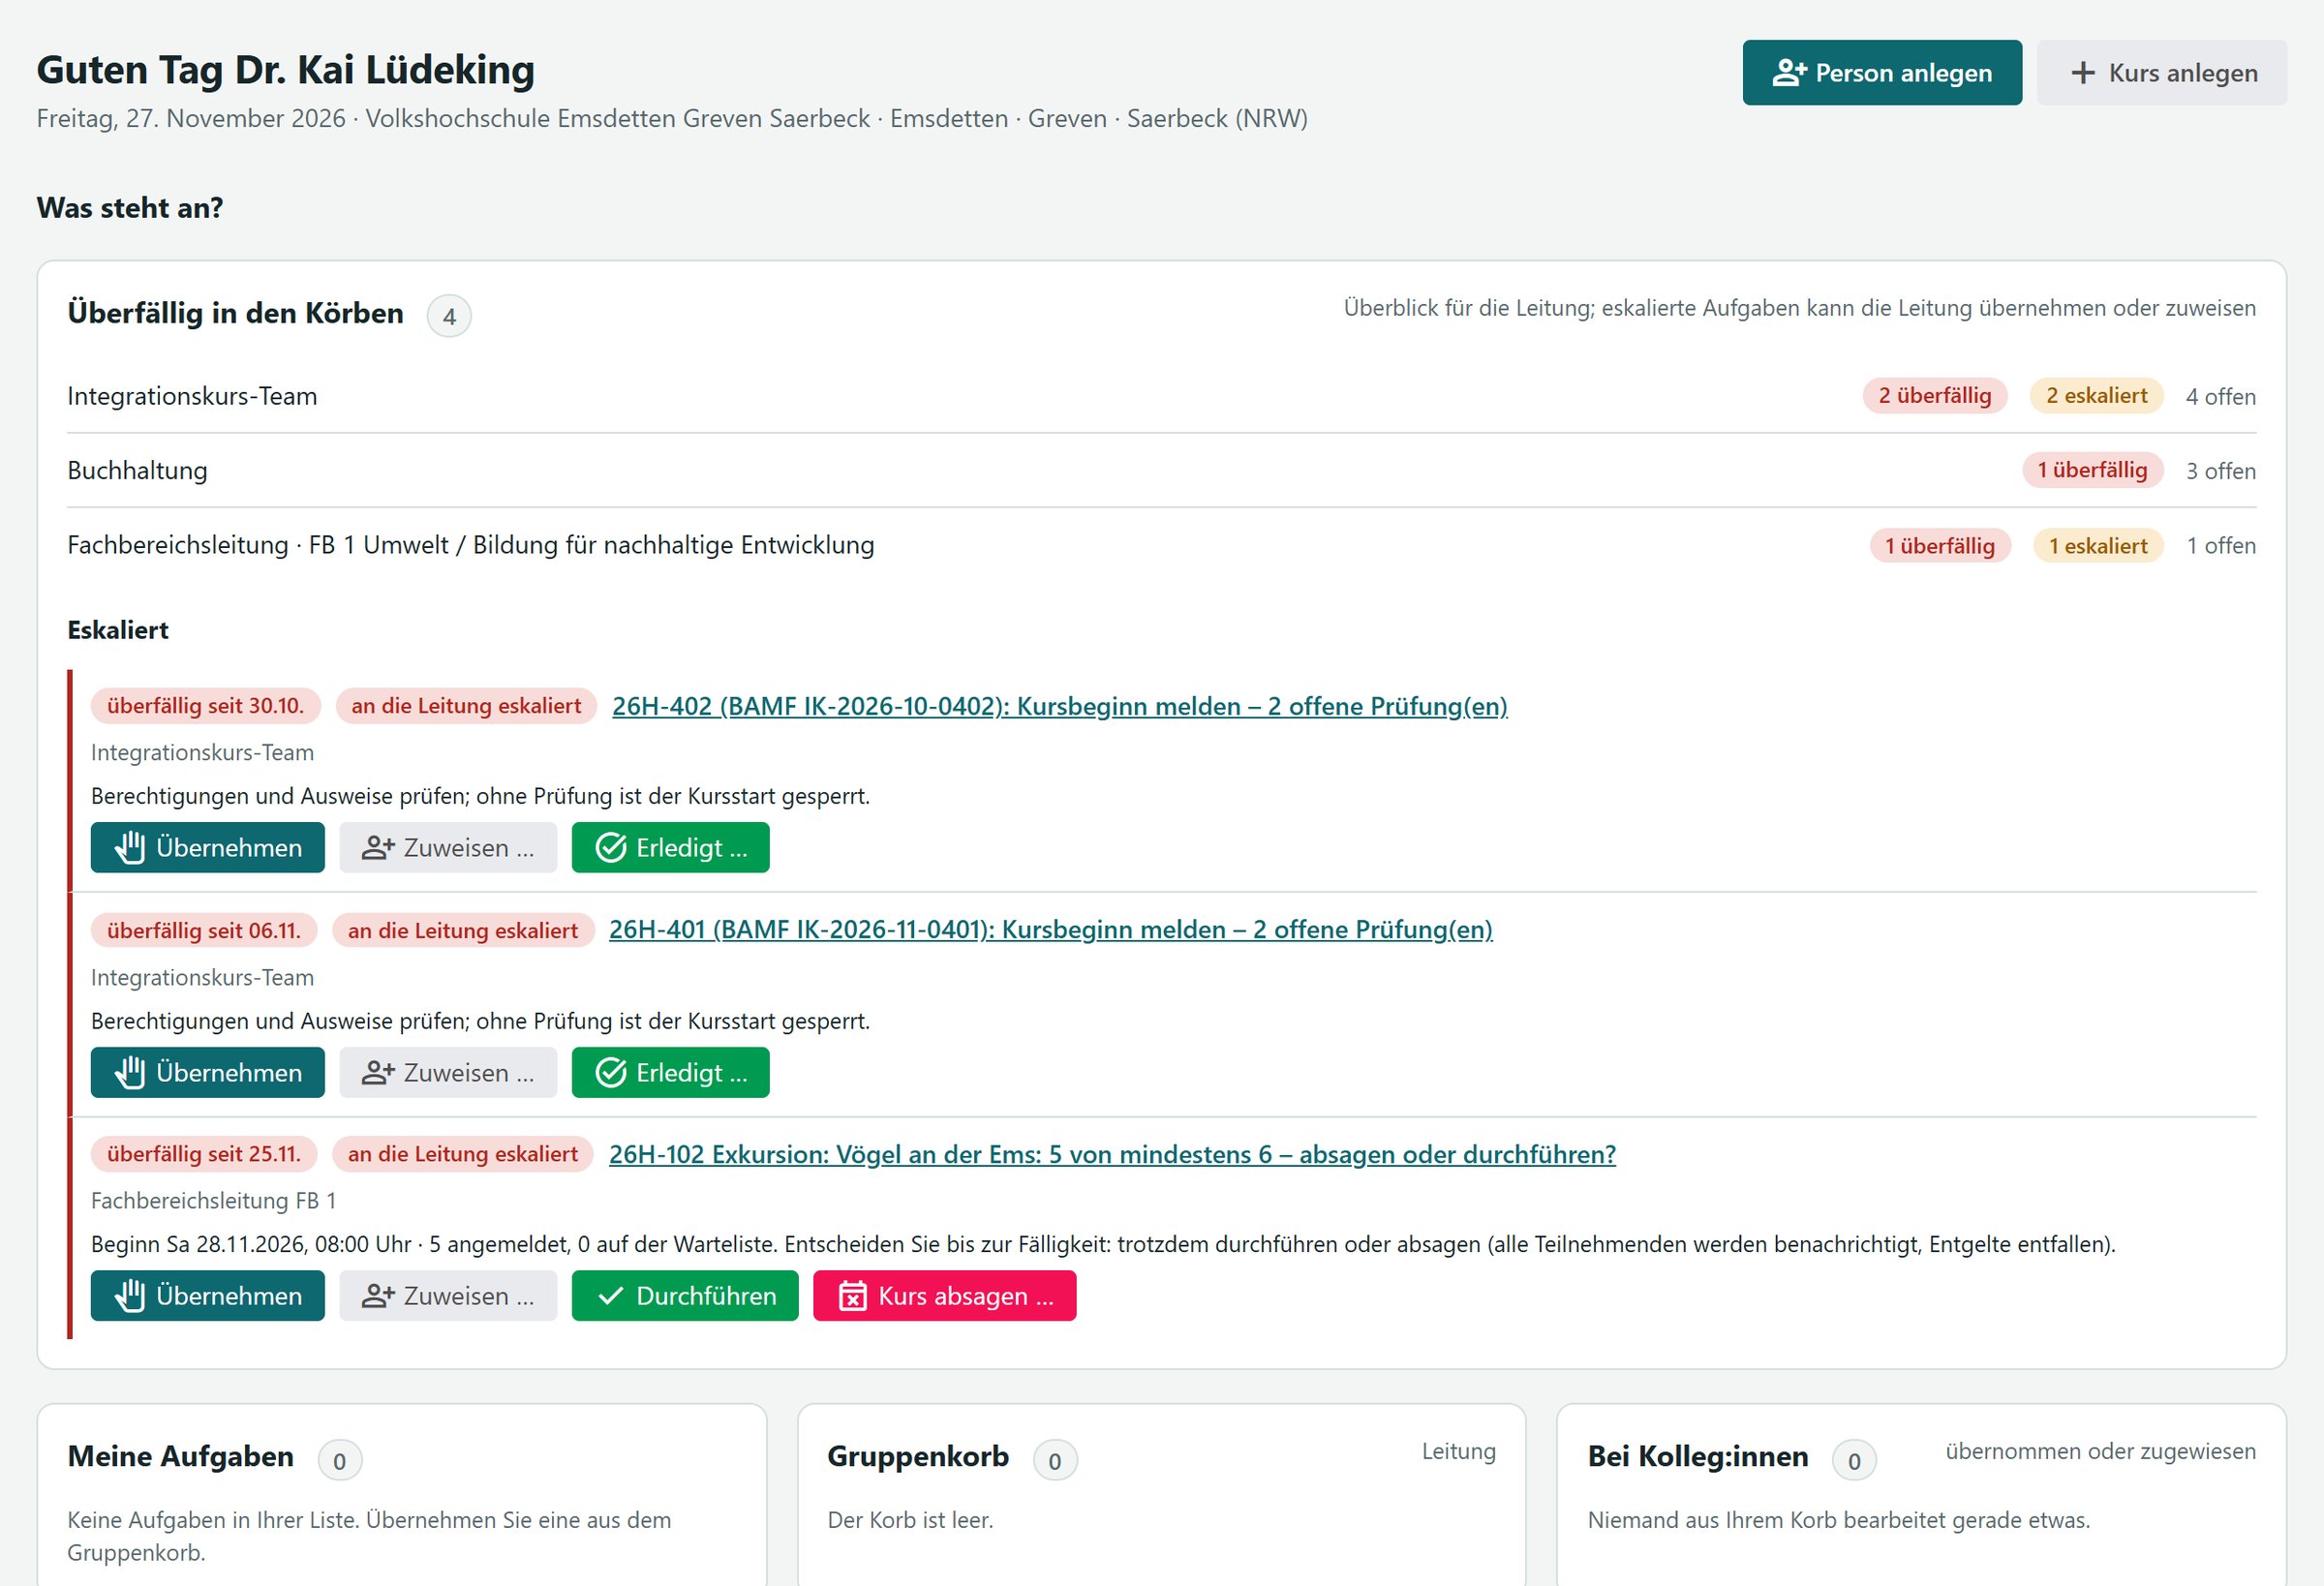 Guten Tag Dr. Kai Lüdeking
Person anlegen
Kurs anlegen
Freitag, 27. November 2026 · Volkshochschule Emsdetten Greven Saerbeck · Emsdetten · Greven · Saerbeck (NRW)
Was steht an?
Überfällig in den Körben 4
Überblick für die Leitung; eskalierte Aufgaben kann die Leitung übernehmen oder zuweisen
Integrationskurs-Team 2 überfällig 2 eskaliert 4 offen
Buchhaltung 1 überfällig 3 offen
Fachbereichsleitung · FB 1 Umwelt / Bildung für nachhaltige Entwicklung 1 überfällig 1 eskaliert 1 offen
Eskaliert
überfällig seit 30.10. an die Leitung eskaliert 26H-402 (BAMF IK-2026-10-0402): Kursbeginn melden – 2 offene Prüfung(en)
Integrationskurs-Team
Berechtigungen und Ausweise prüfen; ohne Prüfung ist der Kursstart gesperrt.
Übernehmen Zuweisen ... Erledigt ...
überfällig seit 06.11. an die Leitung eskaliert 26H-401 (BAMF IK-2026-11-0401): Kursbeginn melden – 2 offene Prüfung(en)
Integrationskurs-Team
Berechtigungen und Ausweise prüfen; ohne Prüfung ist der Kursstart gesperrt.
Übernehmen Zuweisen ... Erledigt ...
überfällig seit 25.11. an die Leitung eskaliert 26H-102 Exkursion: Vögel an der Ems: 5 von mindestens 6 – absagen oder durchführen?
Fachbereichsleitung FB 1
Beginn Sa 28.11.2026, 08:00 Uhr · 5 angemeldet, 0 auf der Warteliste. Entscheiden Sie bis zur Fälligkeit: trotzdem durchführen oder absagen (alle Teilnehmenden werden benachrichtigt, Entgelte entfallen).
Übernehmen Zuweisen ... Durchführen Kurs absagen ...
Meine Aufgaben 0
Keine Aufgaben in Ihrer Liste. Übernehmen Sie eine aus dem
Gruppenkorb.
Gruppenkorb 0 Leitung
Der Korb ist leer.
Bei Kolleg:innen 0 übernommen oder zugewiesen
Niemand aus Ihrem Korb bearbeitet gerade etwas.